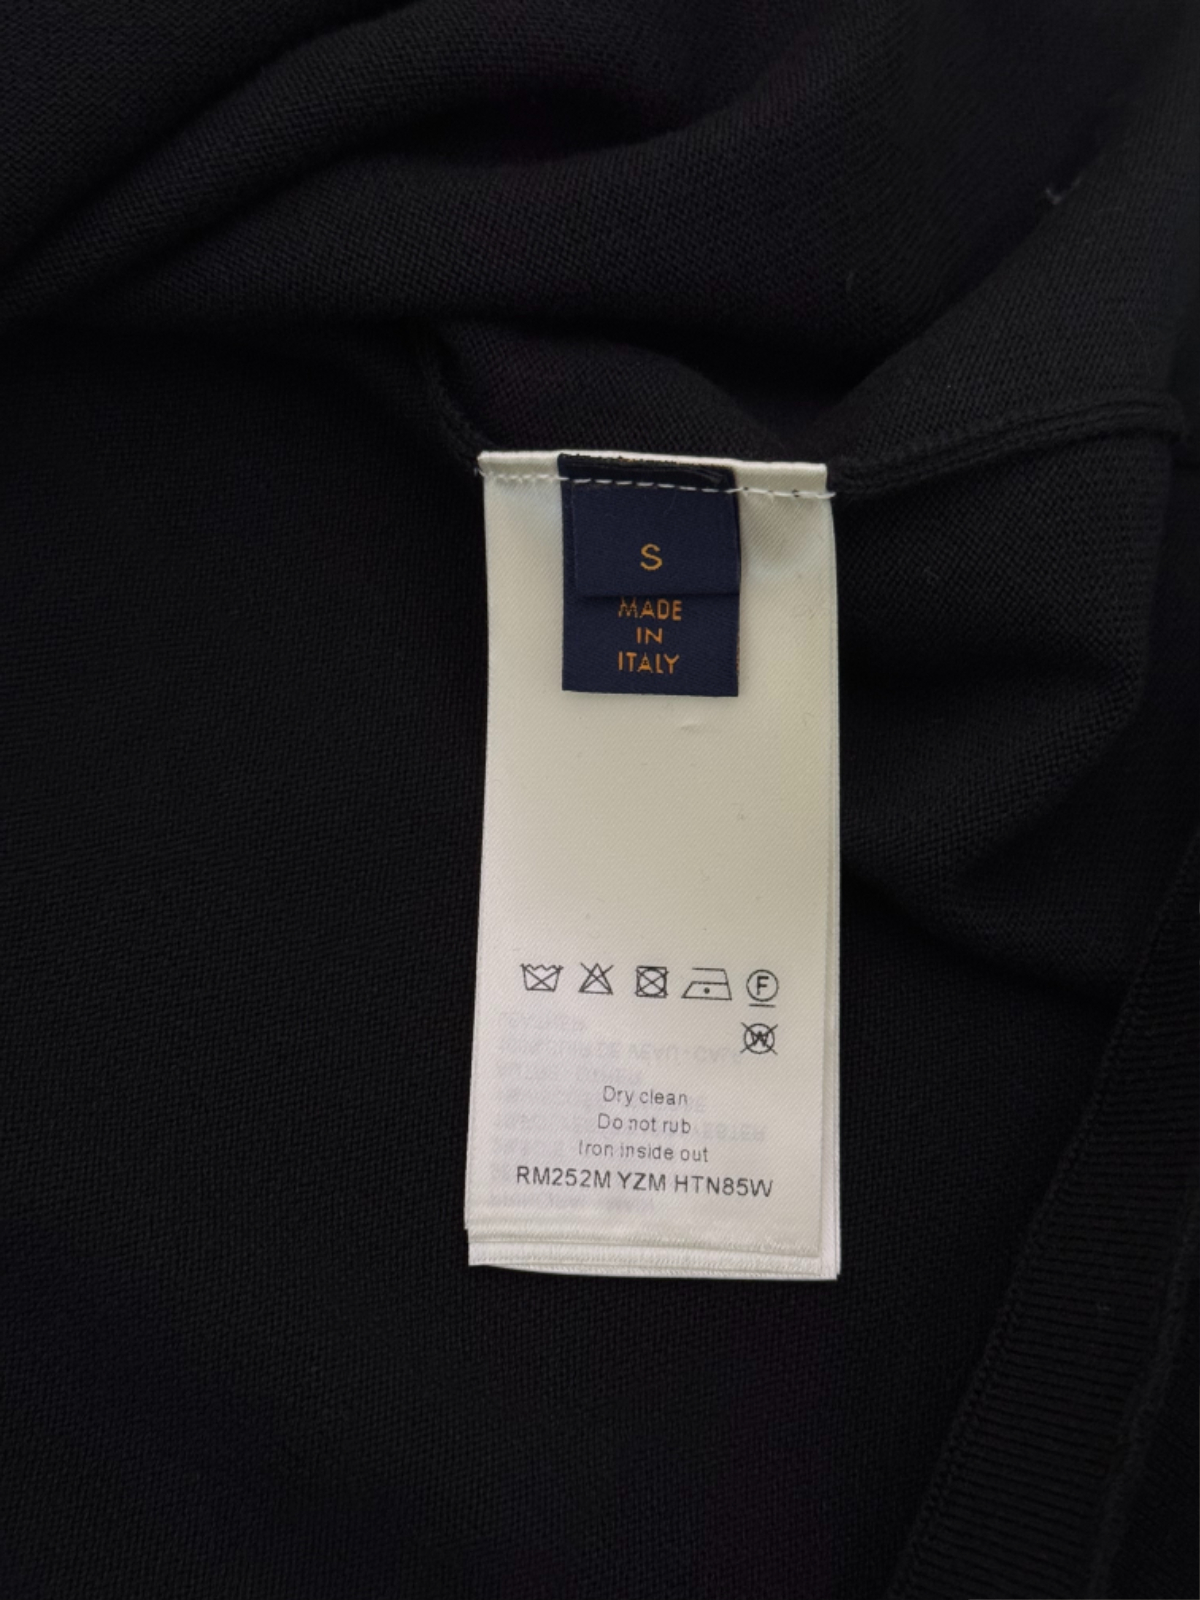 S
MADE
IN
ITALY
F
W
Dry clean
Do not rub
Iron inside out
RM252M YZM HTN85W